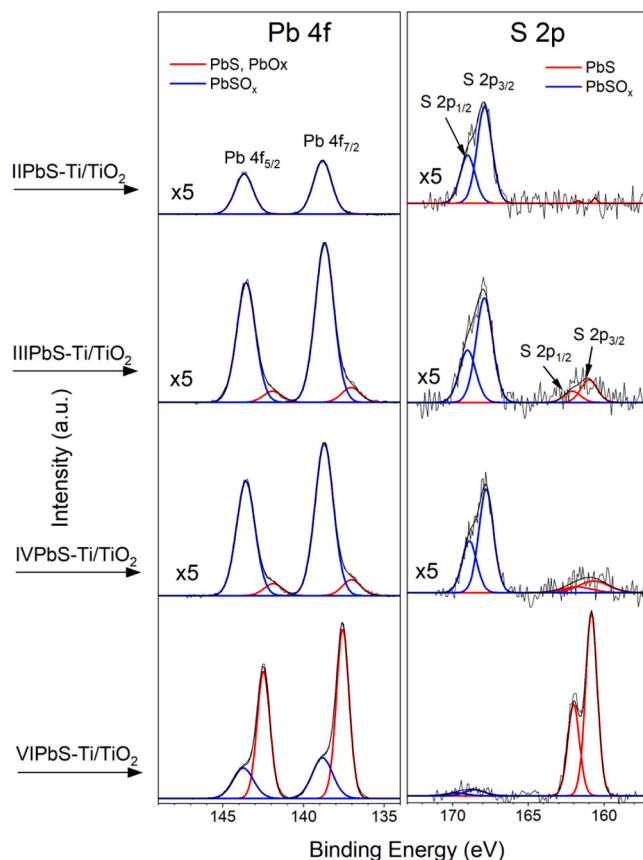 Pb 4f
S 2p
PbS, PbOx
PbSOₓ
PbS
PbSOₓ
S 2p₃/₂
S 2p₁/₂
Pb 4f₅/₂
Pb 4f₇/₂
IIPbS-Ti/TiO₂
x5
x5
S 2p₃/₂
S 2p₁/₂
IIIPbS-Ti/TiO₂
x5
x5
Intensity (a.u.)
IVPbS-Ti/TiO₂
x5
x5
VIPbS-Ti/TiO₂
145 140 135
170 165 160
Binding Energy (eV)